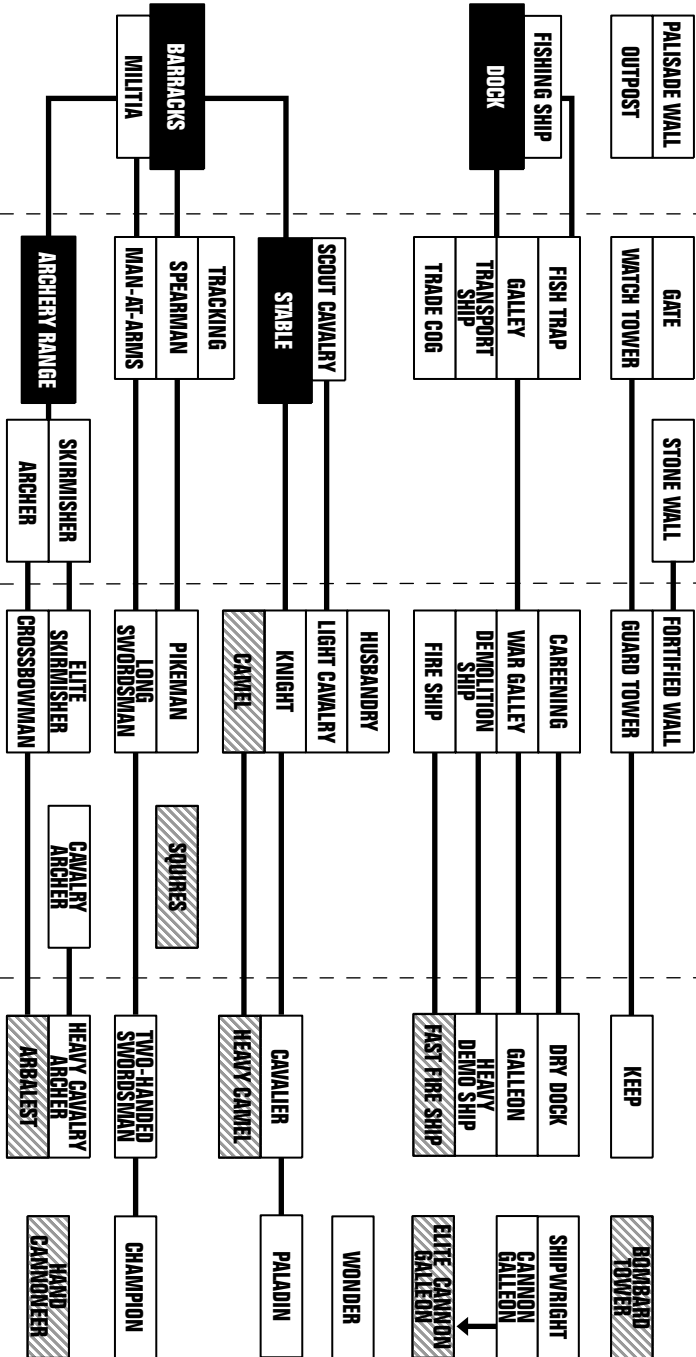 PALISADE WALL
GATE
STONE WALL
FORTIFIED WALL
OUTPOST
WATCH TOWER
GUARD TOWER
KEEP
BOMBARD
TOWER
FISHING SHIP
FISH TRAP
CAREENING
DRY DOCK
SHIPWRIGHT
DOCK
GALLEY
WAR GALLEY
GALLEON
CANNON
GALLEON
TRANSPORT
SHIP
DEMOLITION
SHIP
HEAVY
DEMO SHIP
TRADE COG
FIRE SHIP
FAST FIRE SHIP
ELITE CANNON
GALLEON
HUSBANDRY
WONDER
SCOUT CAVALRY
LIGHT CAVALRY
STABLE
KNIGHT
CAVALIER
PALADIN
CAMEL
HEAVY CAMEL
TRACKING
BARRACKS
SPEARMAN
PIKEMAN
SQUIRES
MILITIA
MAN-AT-ARMS
LONG
SWORDSMAN
TWO-HANDED
SWORDSMAN
CHAMPION
ARCHERY RANGE
SKIRMISHER
ELITE
SKIRMISHER
CAVALRY
ARCHER
HEAVY CAVALRY
ARCHER
ARCHER
CROSSBOWMAN
ARBALEST
HAND
CANNONEER